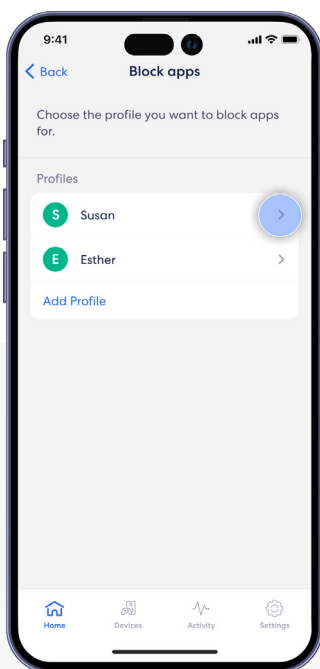 9:41
Back
Block apps
Choose the profile you want to block apps
for.
Profiles
S Susan
E Esther
Add Profile
Home Devices Activity Settings